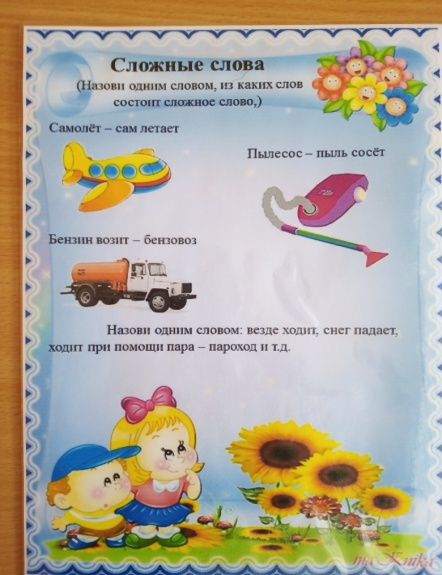 Сложные слова
(Назови одним словом, из каких слов
состоит сложное слово,)
Самолёт – сам летает
Пылесос – пыль сосёт
Бензин возит – бензовоз
Назови одним словом: везде ходит, снег падает,
ходит при помощи пара – пароход и т.д.